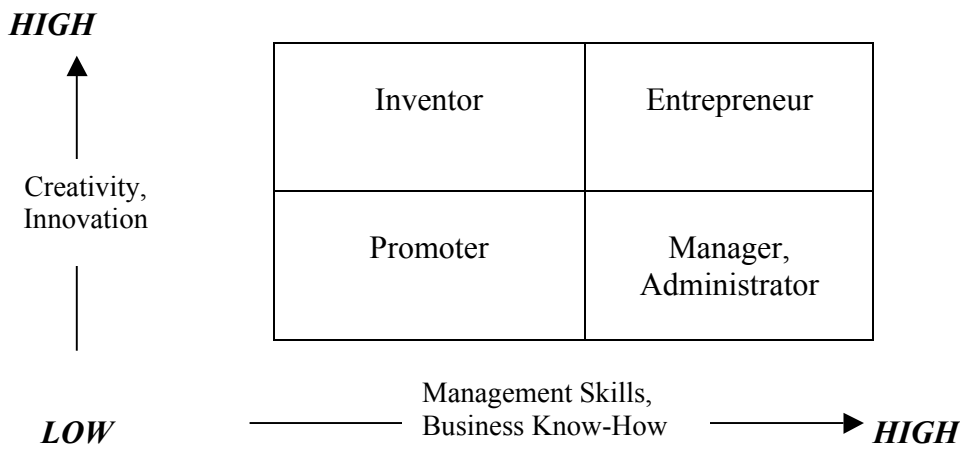 HIGH
Inventor
Entrepreneur
Creativity,
Innovation
Promoter
Manager,
Administrator
Management Skills,
Business Know-How
LOW
HIGH